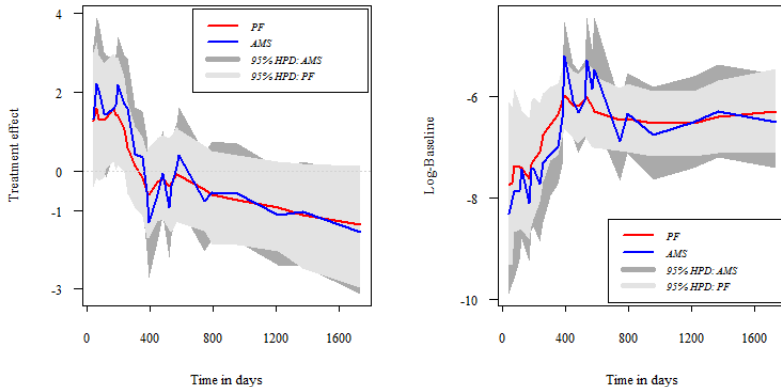 Treatment effect
4
2
0
-1
-3
PF
AMS
95% HPD: AMS
95% HPD: PF
0
400
800
1200
1600
Time in days
Log-Baseline
-6
-8
-10
PF
AMS
95% HPD: AMS
95% HPD: PF
0
400
800
1200
1600
Time in days